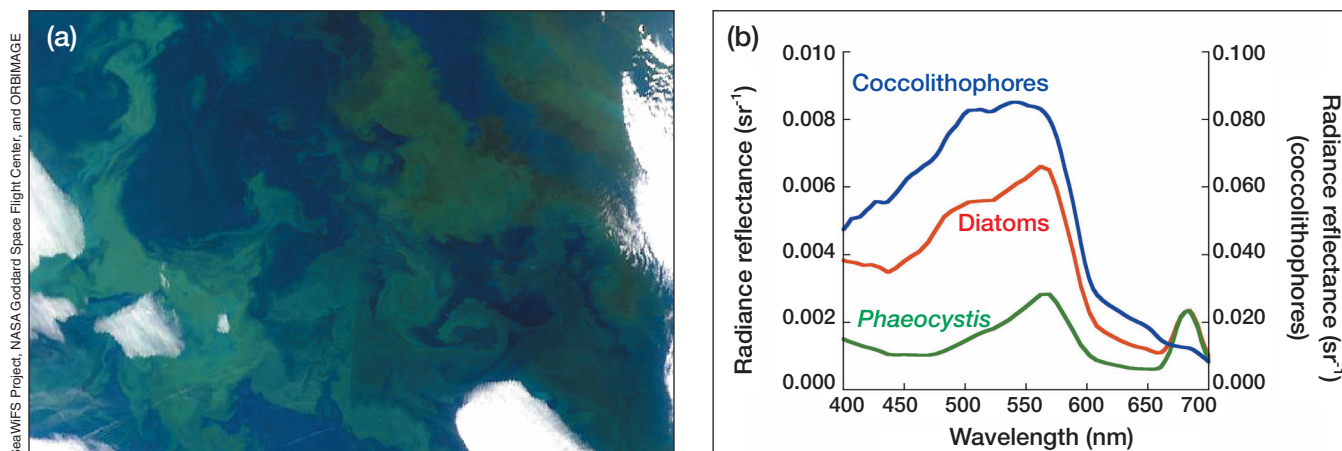 (a)
SeaWiFS Project, NASA Goddard Space Flight Center, and ORBIMAGE
(b)
0.010
0.008
0.006
0.004
0.002
0.000
Radiance reflectance (sr⁻¹)
Coccolithophores
Diatoms
Phaeocystis
0.100
0.080
0.060
0.040
0.020
0.000
Radiance reflectance (sr⁻¹)
(coccolithophores)
400 450 500 550 600 650 700
Wavelength (nm)